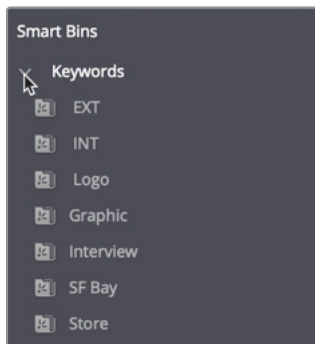 Smart Bins
Keywords
EXT
INT
Logo
Graphic
Interview
SF Bay
Store